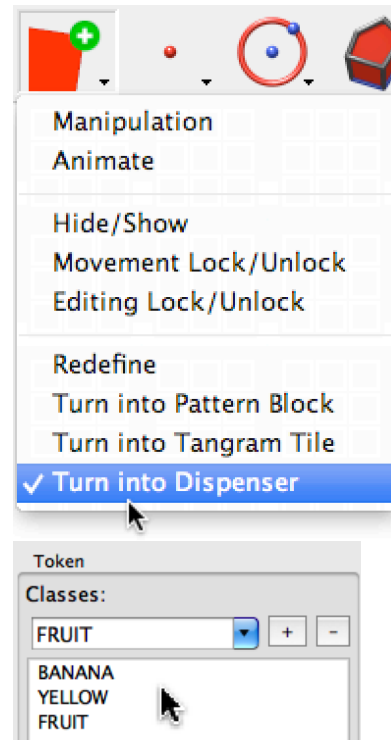 Manipulation
Animate
Hide/Show
Movement Lock/Unlock
Editing Lock/Unlock
Redefine
Turn into Pattern Block
Turn into Tangram Tile
✓ Turn into Dispenser
Token
Classes:
FRUIT + -
BANANA
YELLOW
FRUIT